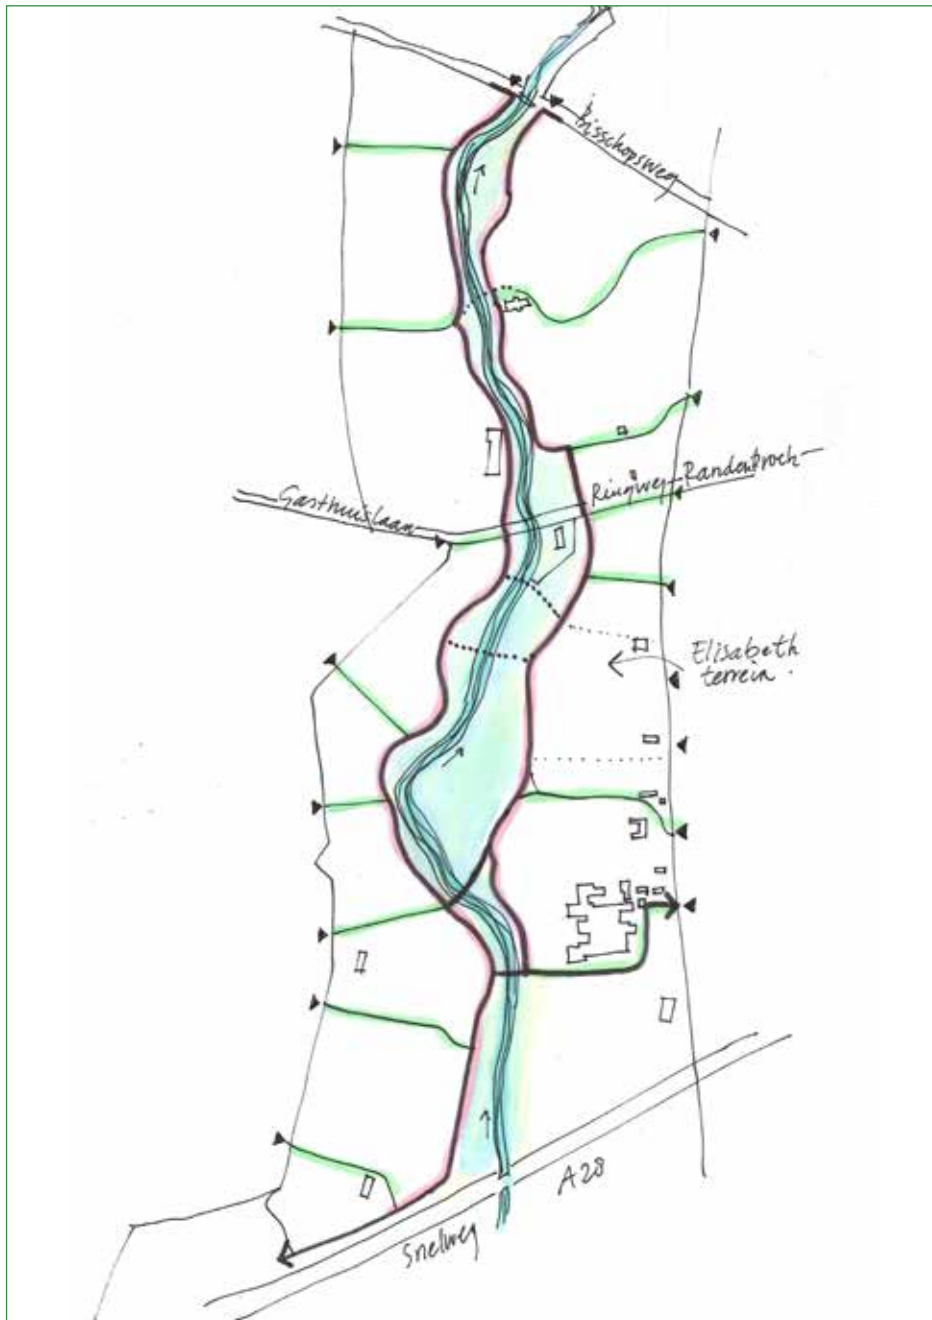 Bisschopsweg
Gasthuislaan
Ringweg-Randenbroek
Elisabeth
terrein.
Snelweg
A28